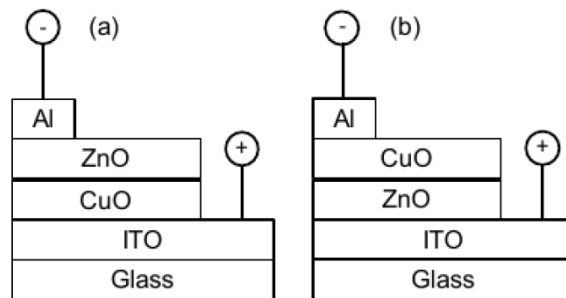 - (a)
Al
ZnO +
CuO
ITO
Glass
- (b)
Al
CuO +
ZnO
ITO
Glass